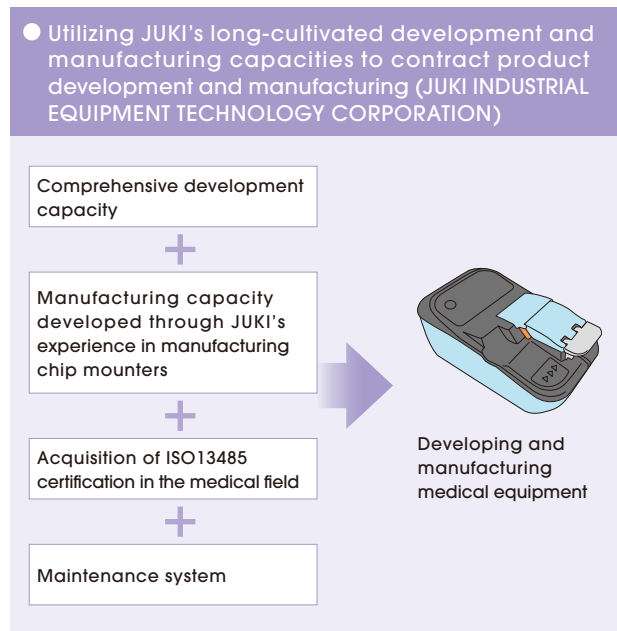 ● Utilizing JUKI's long-cultivated development and
manufacturing capacities to contract product
development and manufacturing (JUKI INDUSTRIAL
EQUIPMENT TECHNOLOGY CORPORATION)
Comprehensive development
capacity
+
Manufacturing capacity
developed through JUKI's
experience in manufacturing
chip mounters
+
Acquisition of ISO13485
certification in the medical field
+
Maintenance system
Developing and
manufacturing
medical equipment